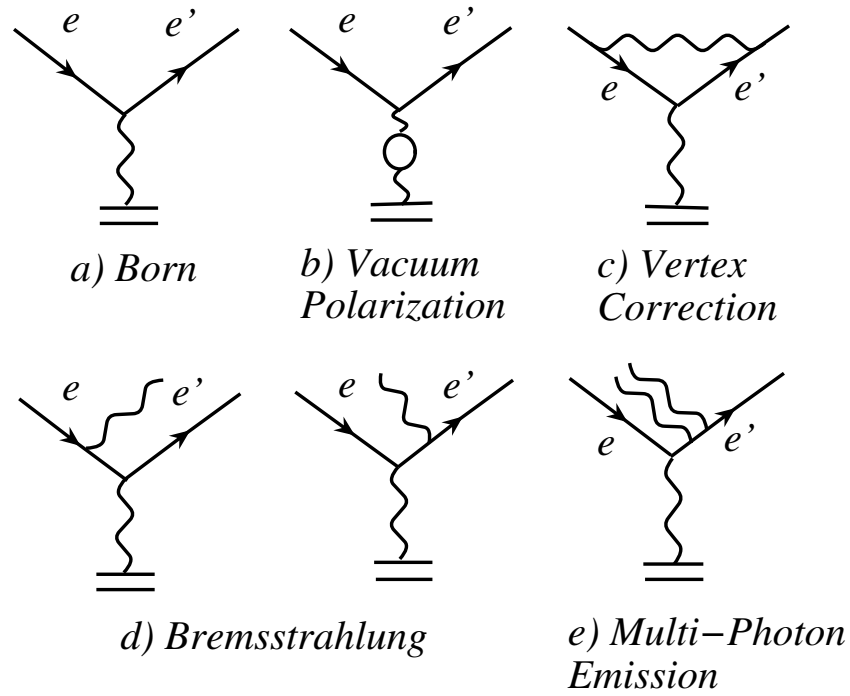 e e’
e e’
e e’
a) Born
b) Vacuum
Polarization
c) Vertex
Correction
e e’
e e’
e e’
d) Bremsstrahlung
e) Multi−Photon
Emission